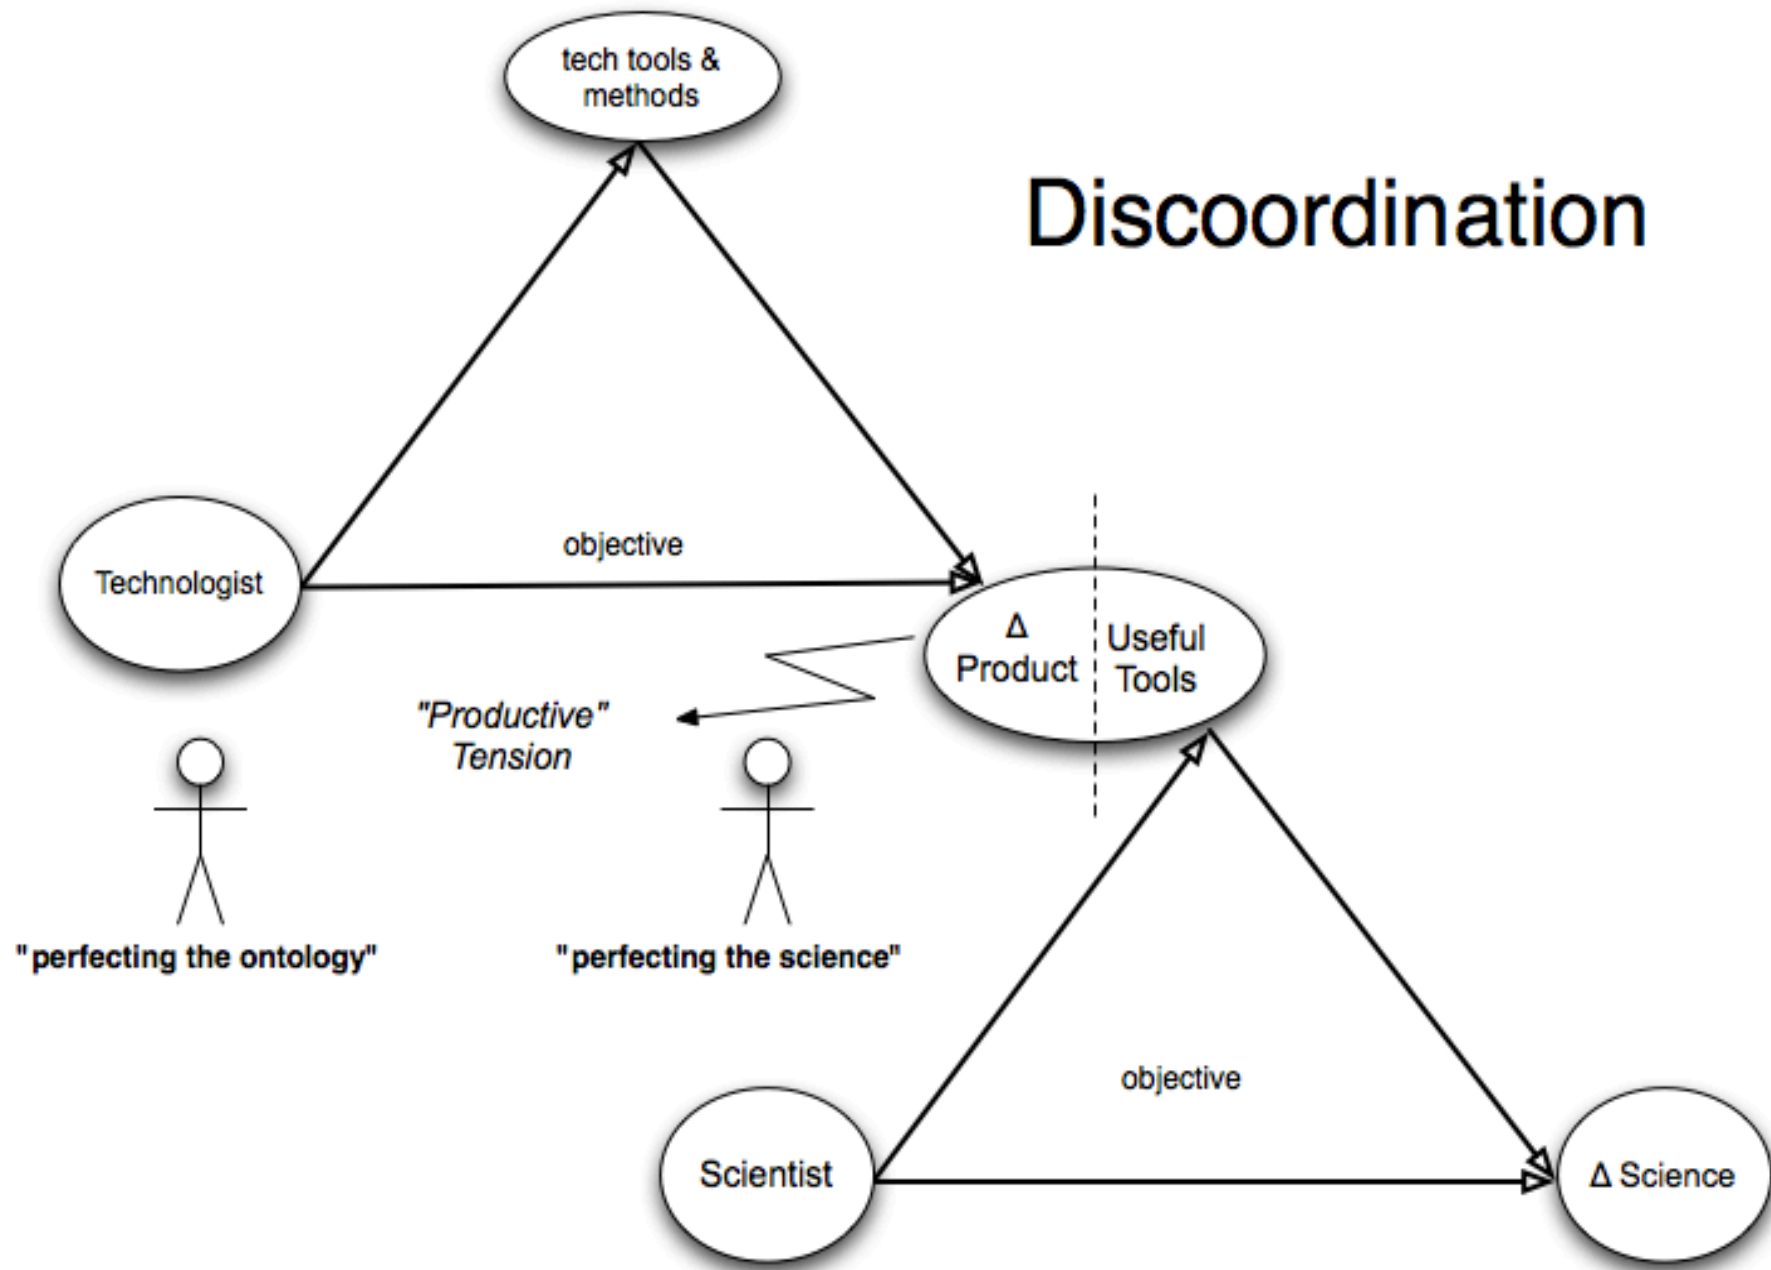 tech tools &
methods
Discoordination
objective
Technologist
Δ
Product
Useful
Tools
"Productive"
Tension
"perfecting the ontology"
"perfecting the science"
objective
Scientist
Δ Science